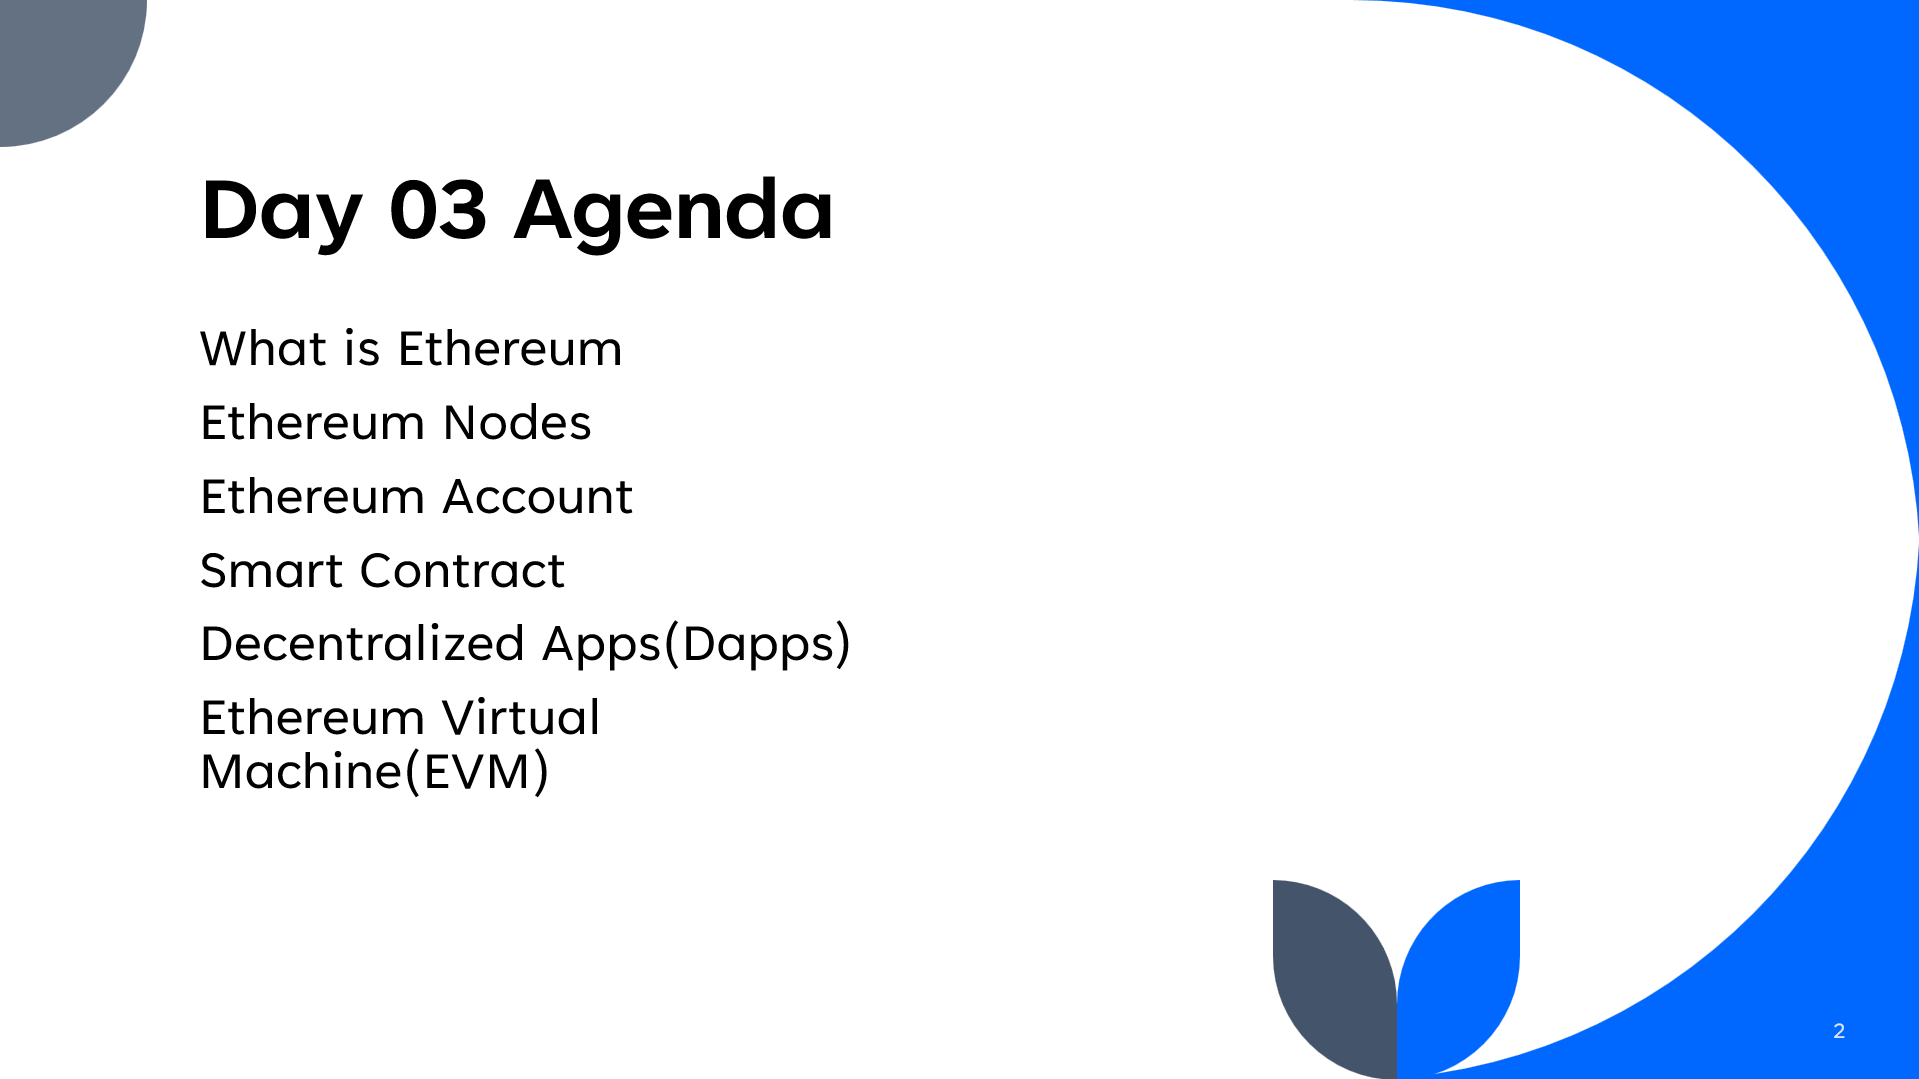 Day 03 Agenda
What is Ethereum
Ethereum Nodes
Ethereum Account
Smart Contract
Decentralized Apps(Dapps)
Ethereum Virtual
Machine(EVM)
2